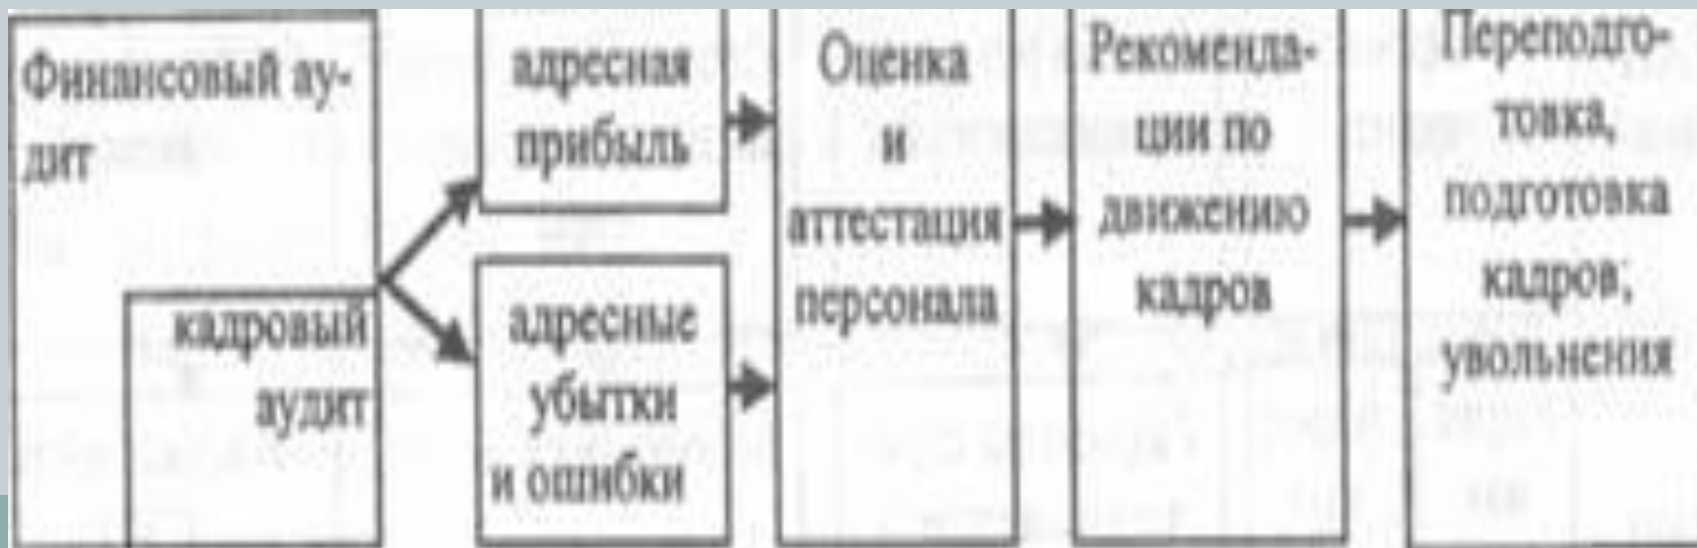 Финансовый ау-
дит
кадровый
аудит
адресная
прибыль
адресные
убытки
и ошибки
Оценка
и
аттестация
персонала
Рекоменда-
ции по
движению
кадров
Переподго-
товка,
подготовка
кадров;
увольнения